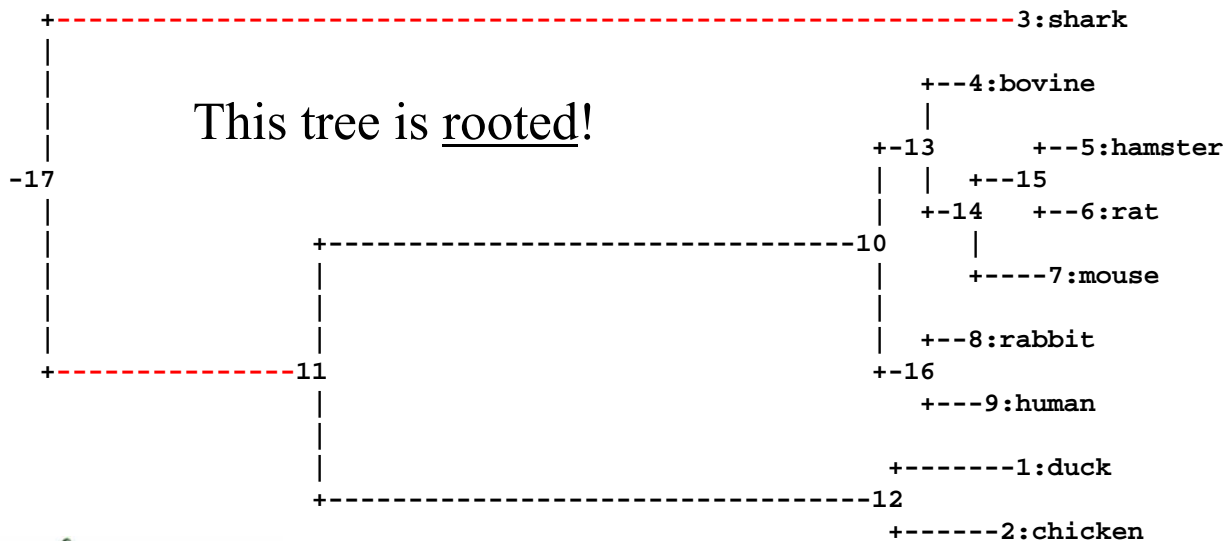 +------------------------------------------------------------3:shark
+--4:bovine
This tree is rooted!
+-13 +--5:hamster
-17 | | +--15
| +-14 +--6:rat
+---------------------------------10 |
| | +----7:mouse
| | +--8:rabbit
+---------------11 +-16
| +---9:human
| +-------1:duck
+----------------------------------12
+------2:chicken